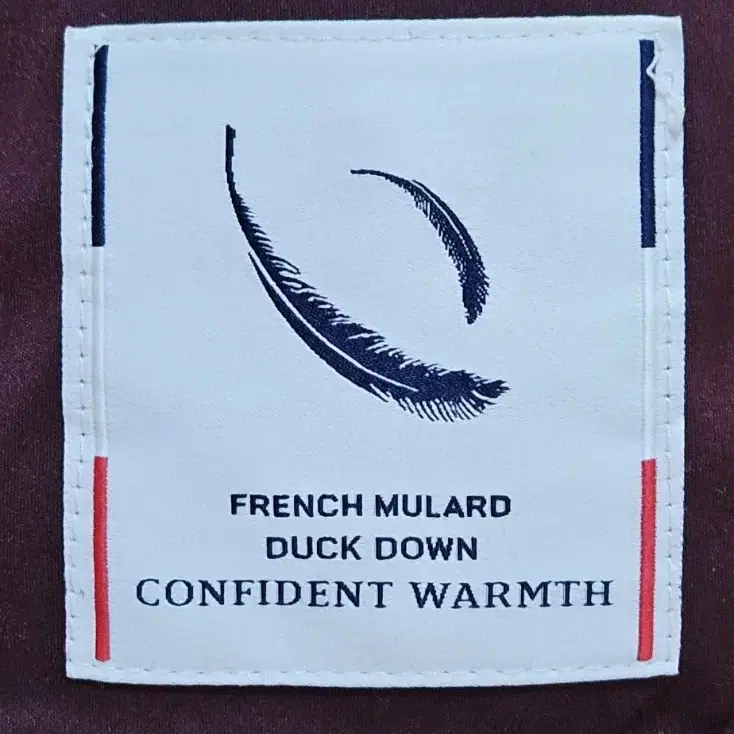 FRENCH MULARD
DUCK DOWN
CONFIDENT WARMTH